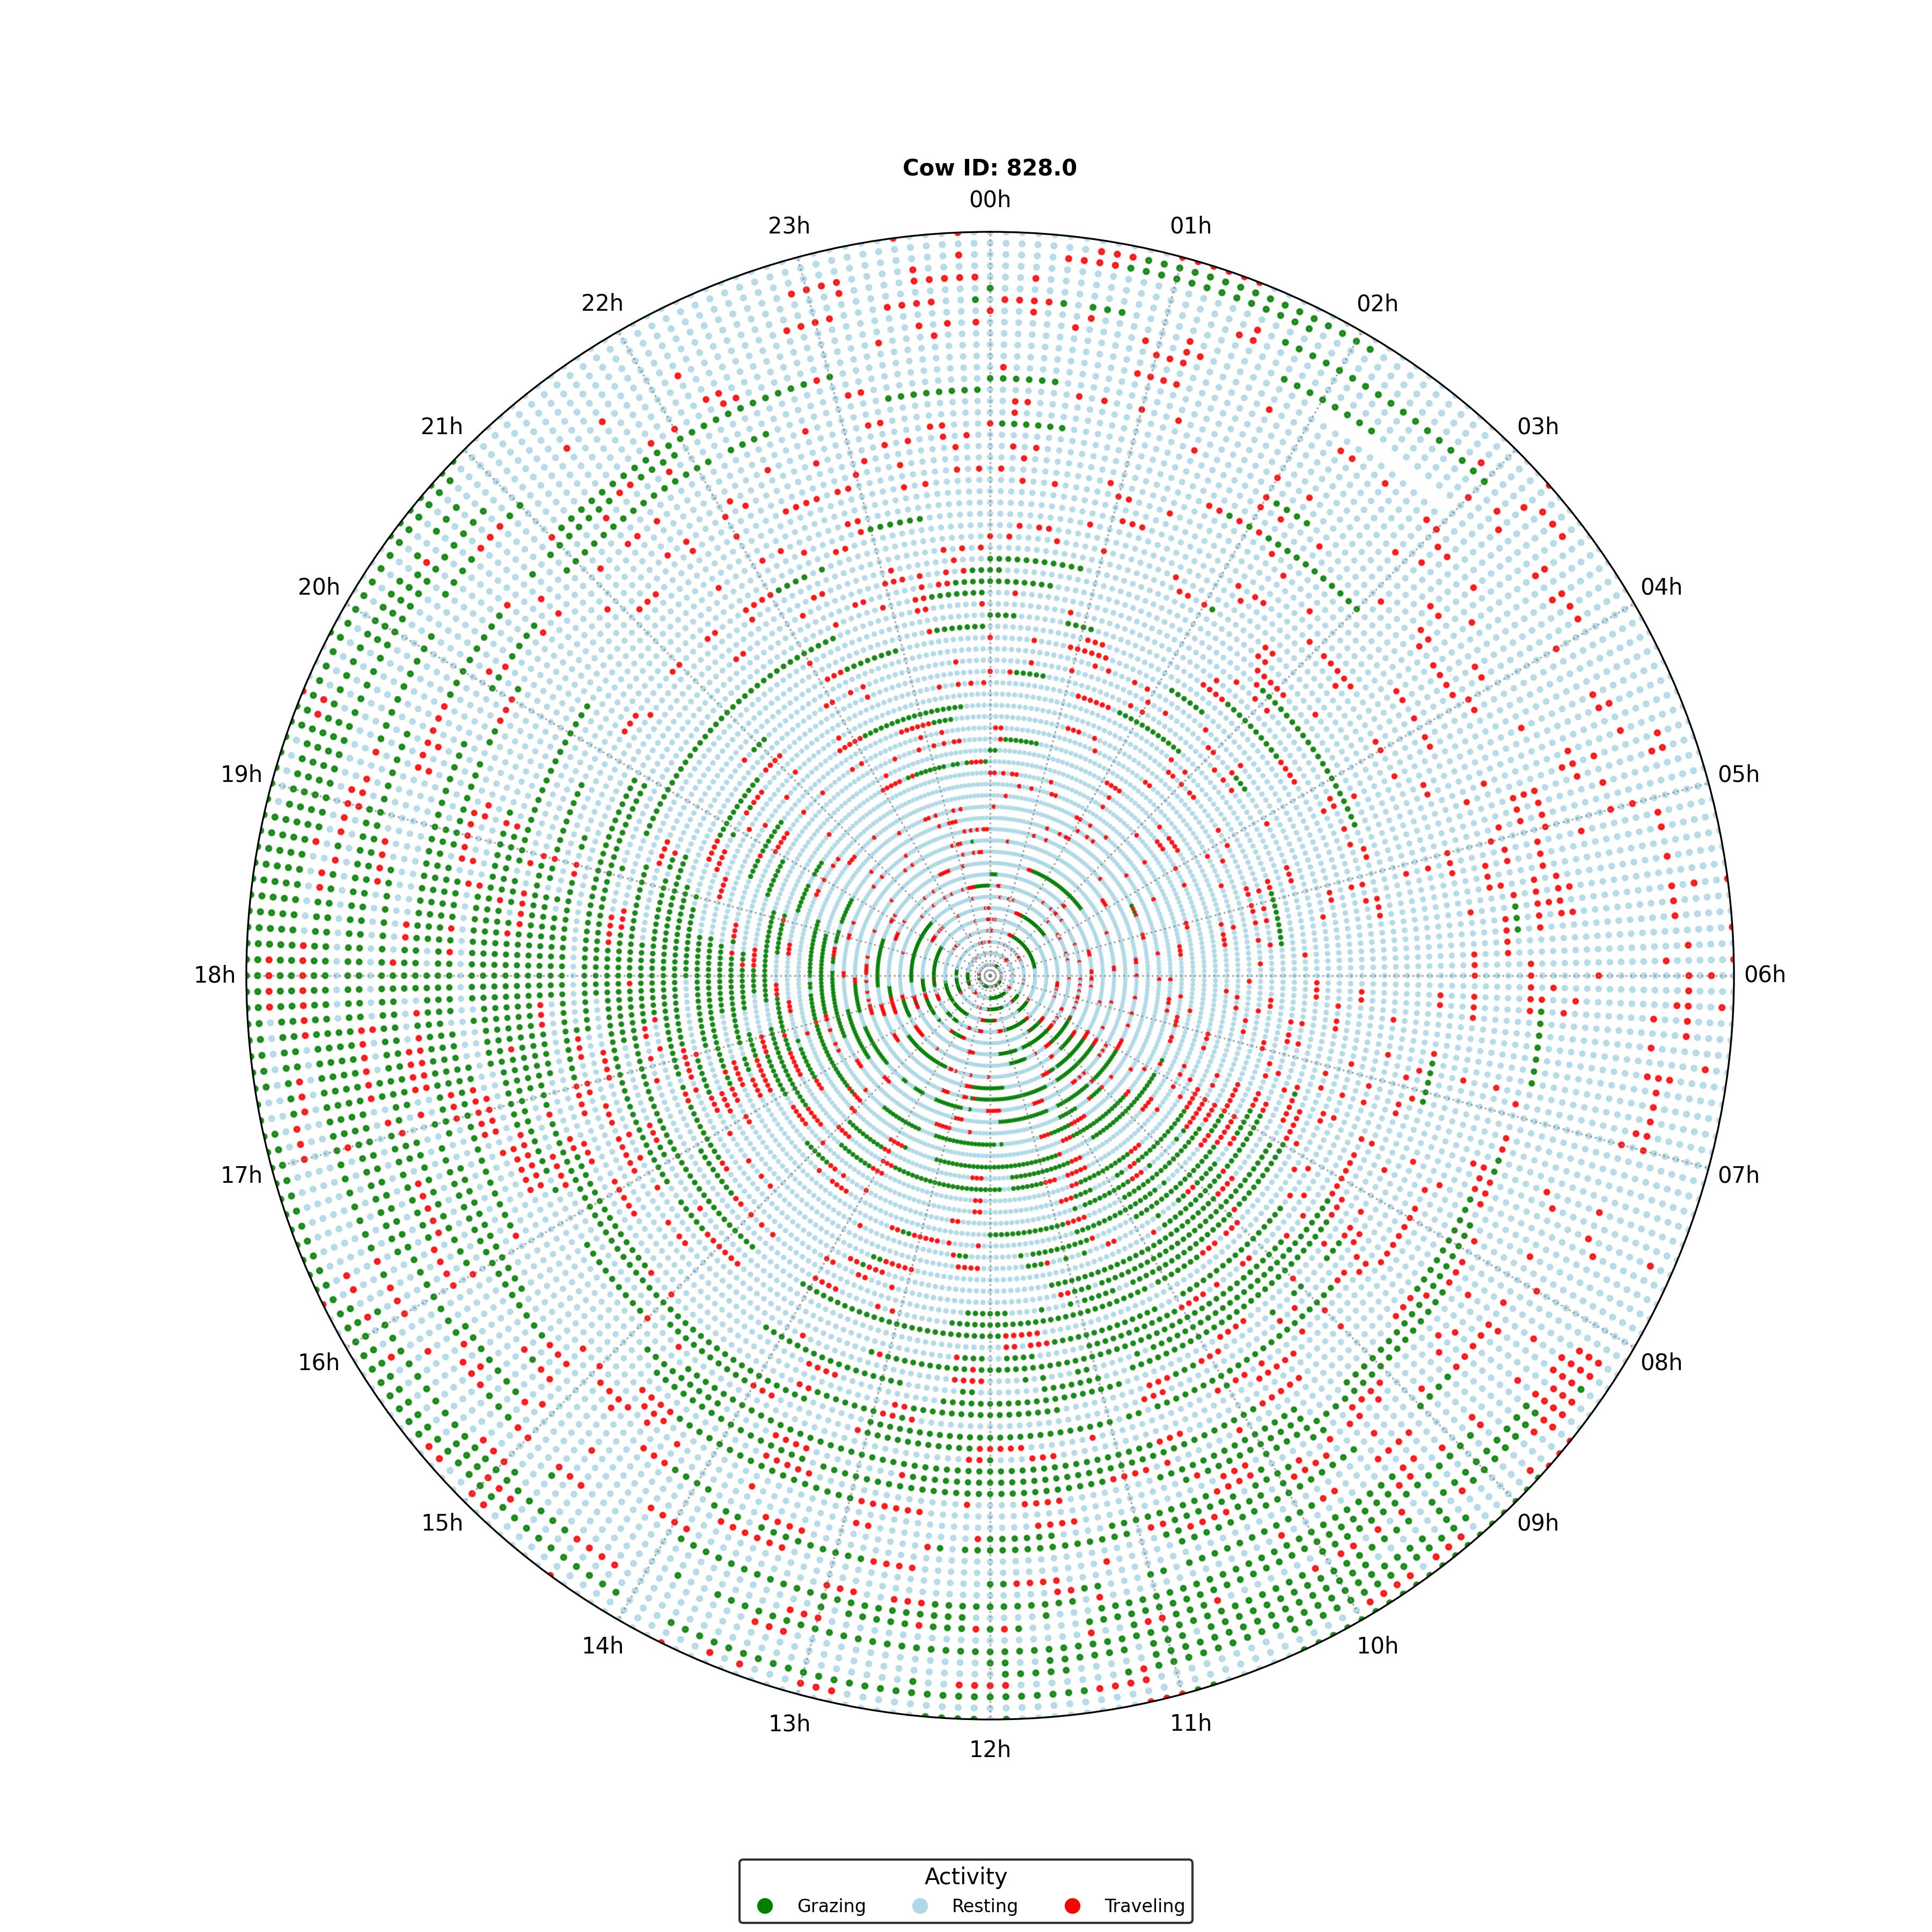 Cow ID: 828.0
00h
01h
02h
03h
04h
05h
06h
07h
08h
09h
10h
11h
12h
13h
14h
15h
16h
17h
18h
19h
20h
21h
22h
23h
Activity
Grazing Resting Traveling